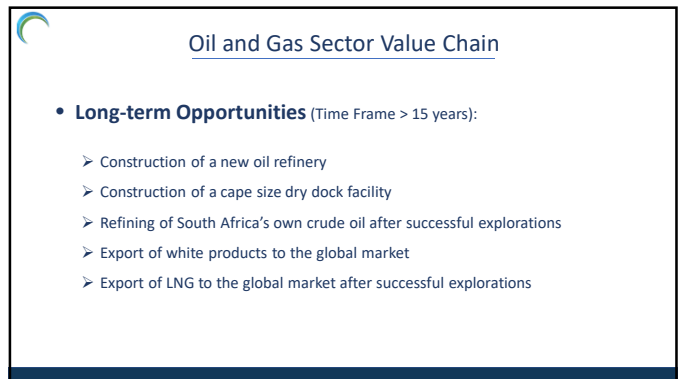 Oil and Gas Sector Value Chain
• Long-term Opportunities (Time Frame > 15 years):
➢ Construction of a new oil refinery
➢ Construction of a cape size dry dock facility
➢ Refining of South Africa’s own crude oil after successful explorations
➢ Export of white products to the global market
➢ Export of LNG to the global market after successful explorations